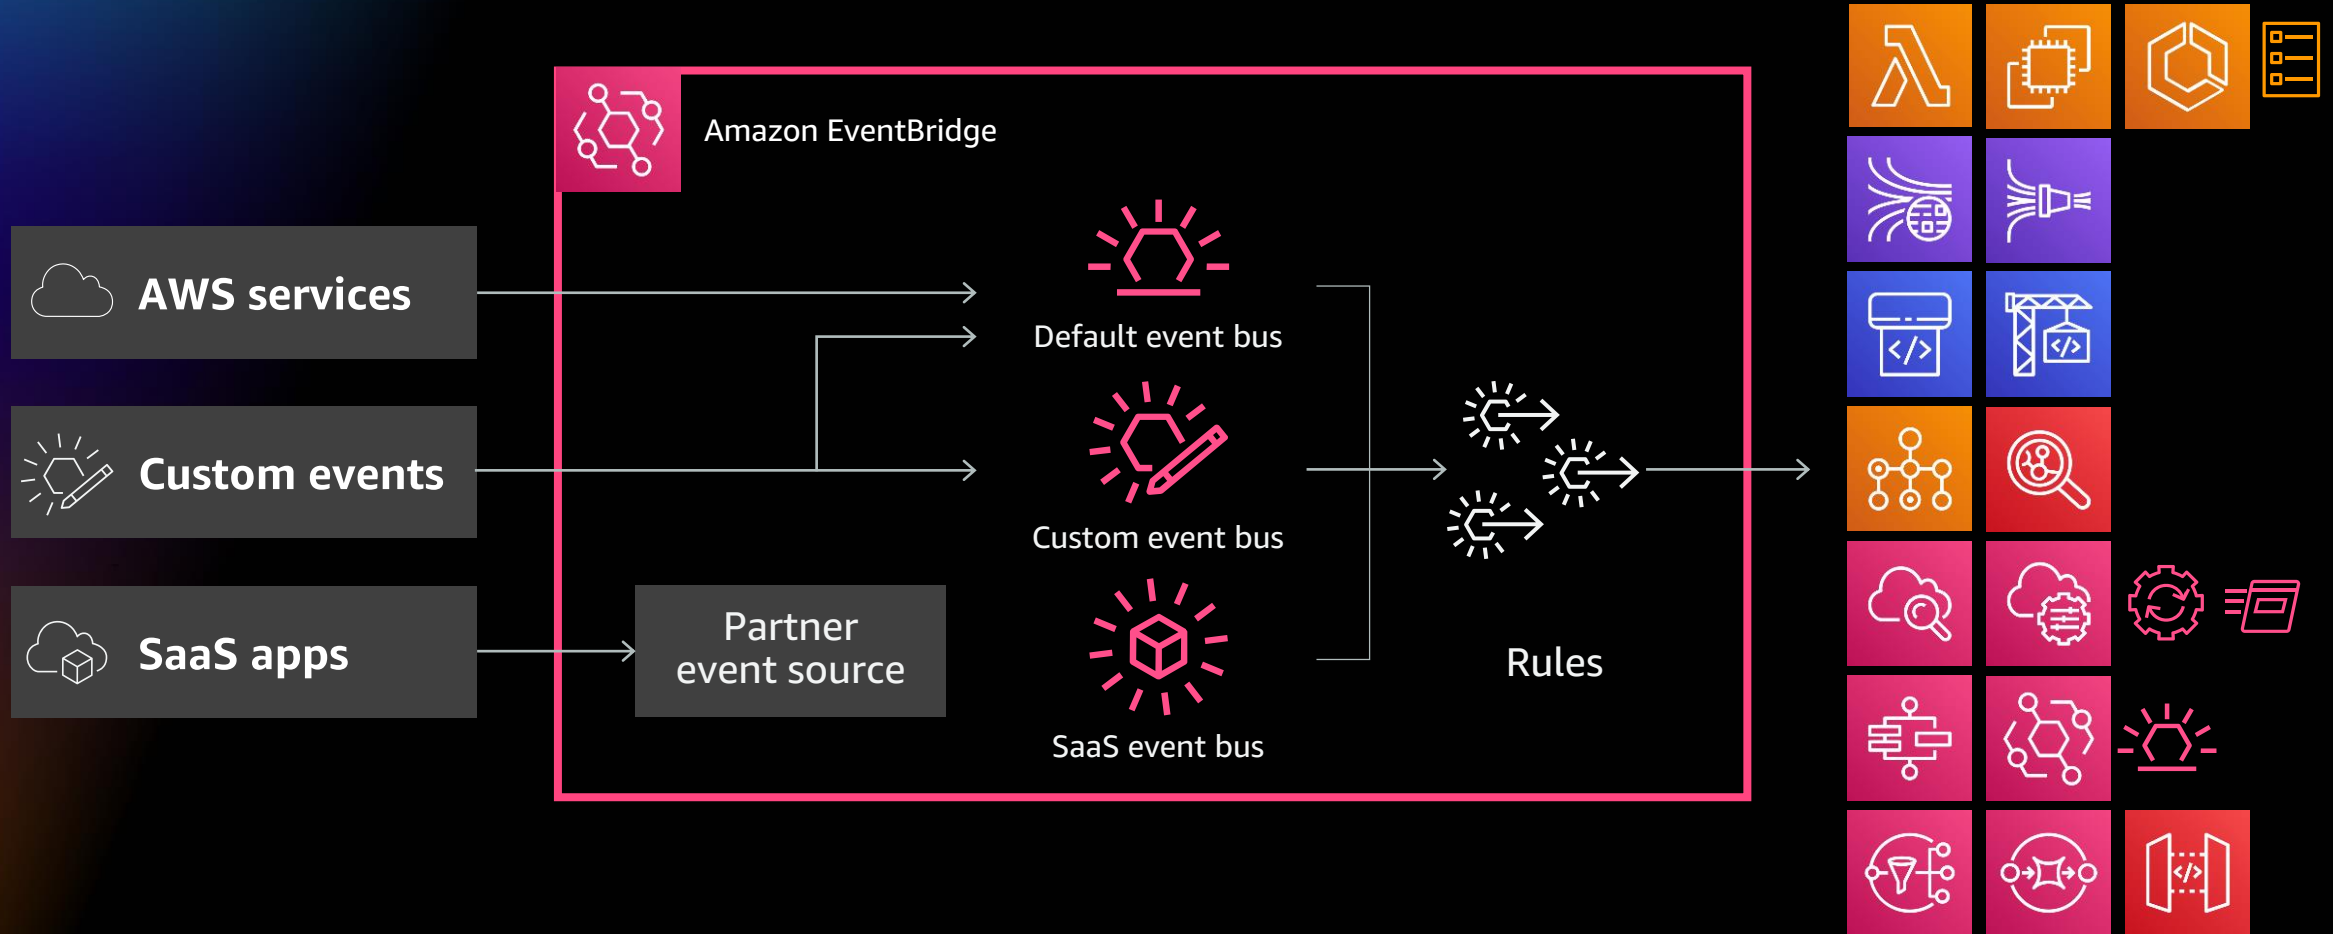 Amazon EventBridge
AWS services
Default event bus
Custom events
Custom event bus
SaaS apps
Partner
event source
Rules
SaaS event bus